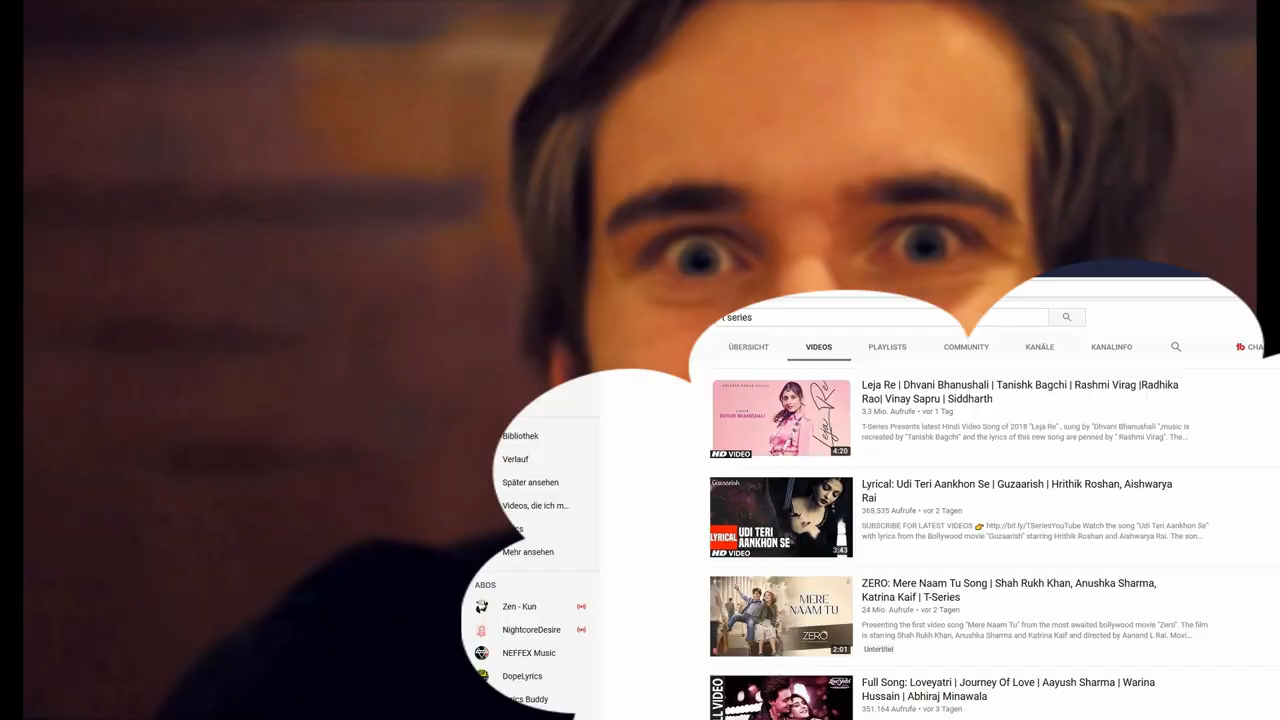 t series
ÜBERSICHT VIDEOS PLAYLISTS COMMUNITY KANÄLE KANALINFO CHA
Bibliothek
Verlauf
Später ansehen
Videos, die ich m...
Mehr ansehen
ABOS
Zen - Kun
NightcoreDesire
NEFFEX Music
DopeLyrics
Buddy
SINGER
DHVANI BHANUSHALI
Leja Re
HD VIDEO
4:20
Leja Re | Dhvani Bhanushali | Tanishk Bagchi | Rashmi Virag |Radhika
Rao| Vinay Sapru | Siddharth
3,3 Mio. Aufrufe • vor 1 Tag
T-Series Presents latest Hindi Video Song of 2018 "Leja Re" , sung by "Dhvani Bhanushali ",music is
recreated by "Tanishk Bagchi" and the lyrics of this new song are penned by " Rashmi Virag". The...
Guzaarish
LYRICAL
UDI TERI
AANKHON SE
HD VIDEO
3:43
Lyrical: Udi Teri Aankhon Se | Guzaarish | Hrithik Roshan, Aishwarya
Rai
368.535 Aufrufe • vor 2 Tagen
SUBSCRIBE FOR LATEST VIDEOS 👉 http://bit.ly/TSeriesYouTube Watch the song "Udi Teri Aankhon Se"
with lyrics from the Bollywood movie "Guzaarish" starring Hrithik Roshan and Aishwarya Rai. The son...
MERE
NAAM TU
ZERO
2:01
ZERO: Mere Naam Tu Song | Shah Rukh Khan, Anushka Sharma,
Katrina Kaif | T-Series
24 Mio. Aufrufe • vor 2 Tagen
Presenting the first video song "Mere Naam Tu" from the most awaited bollywood movie "Zero". The film
is starring Shah Rukh Khan, Anushka Sharma and Katrina Kaif and directed by Aanand L Rai. Movi...
Untertitel
Full Song: Loveyatri | Journey Of Love | Aayush Sharma | Warina
Hussain | Abhiraj Minawala
351.164 Aufrufe • vor 3 Tagen